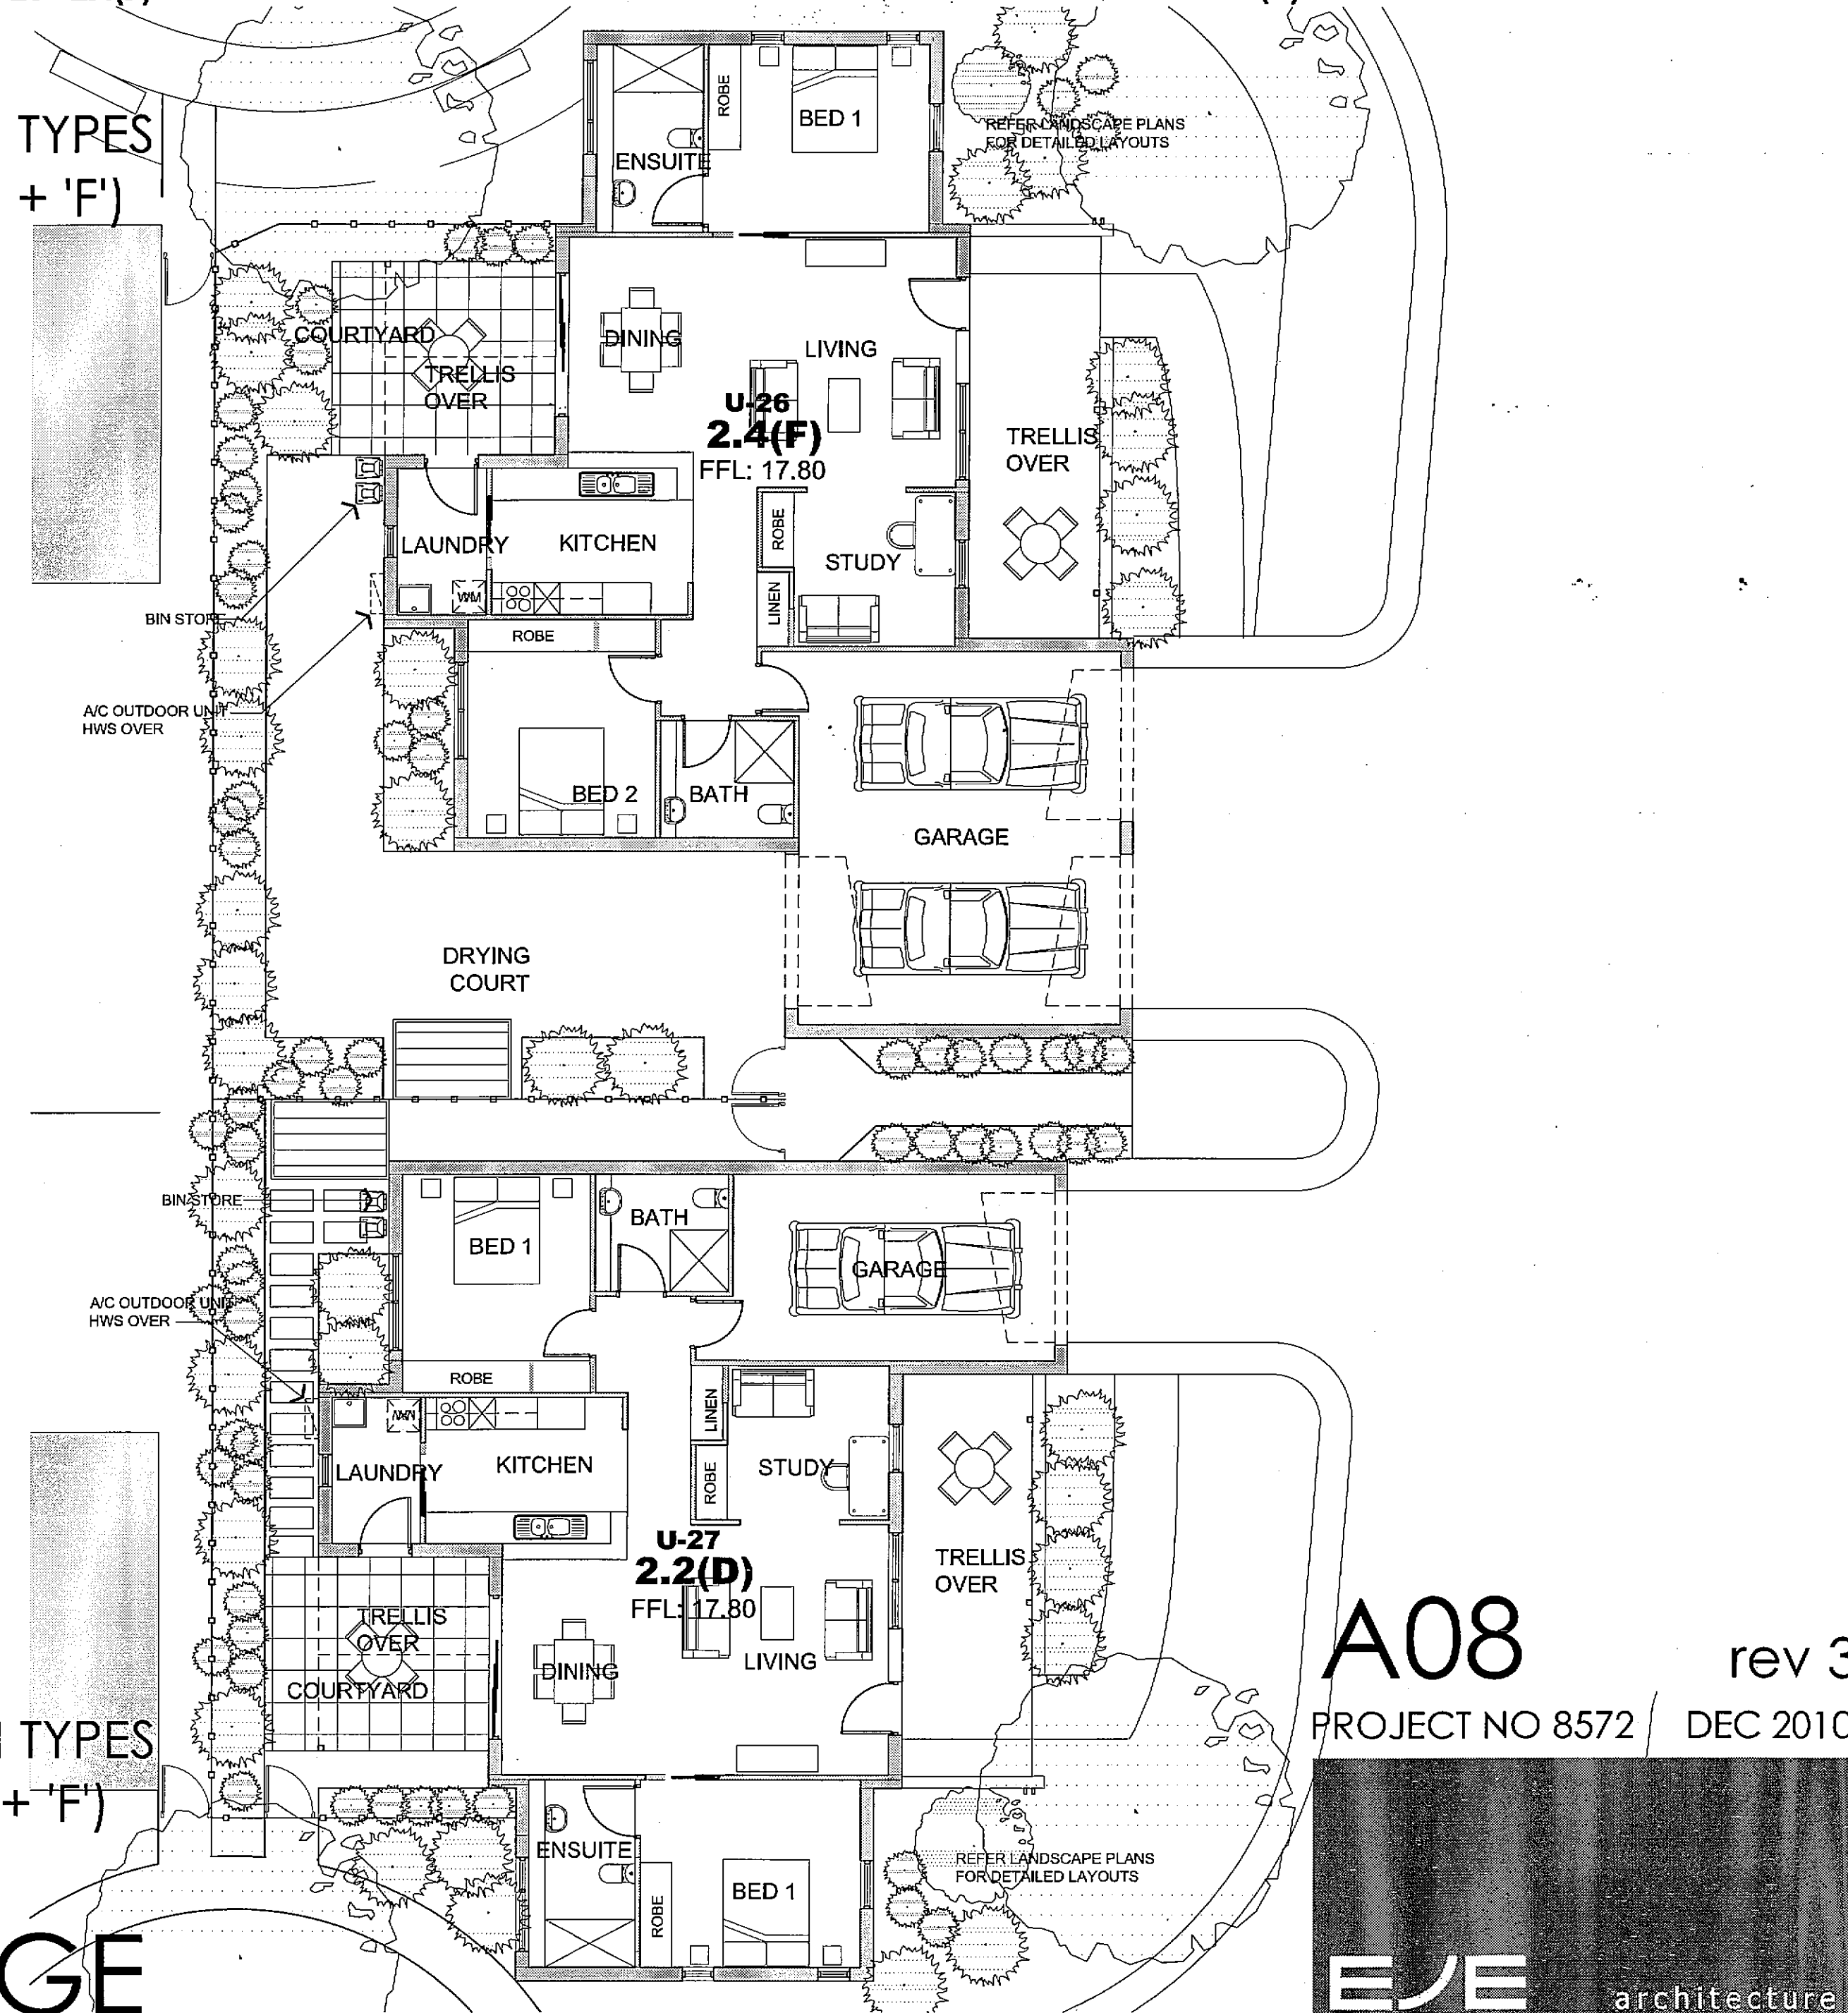 TYPES
+ 'F')
ROBE
BED 1
ENSUITE
REFER LANDSCAPE PLANS
FOR DETAILED LAYOUTS
COURTYARD
TRELLIS
OVER
DINING
LIVING
U-26
2.4(F)
FFL: 17.80
TRELLIS
OVER
LAUNDRY
KITCHEN
ROBE
STUDY
WM
LINEN
BIN STORE
ROBE
A/C OUTDOOR UNIT
HWS OVER
BED 2
BATH
GARAGE
DRYING
COURT
BIN STORE
BED 1
BATH
GARAGE
A/C OUTDOOR UNIT
HWS OVER
ROBE
LINEN
WM
LAUNDRY
KITCHEN
ROBE
STUDY
U-27
2.2(D)
FFL: 17.80
TRELLIS
OVER
TRELLIS
OVER
COURTYARD
DINING
LIVING
A08
rev 3
PROJECT NO 8572
DEC 2010
TYPES
+ 'F')
ENSUITE
ROBE
BED 1
REFER LANDSCAPE PLANS
FOR DETAILED LAYOUTS
GE
EJE
architecture